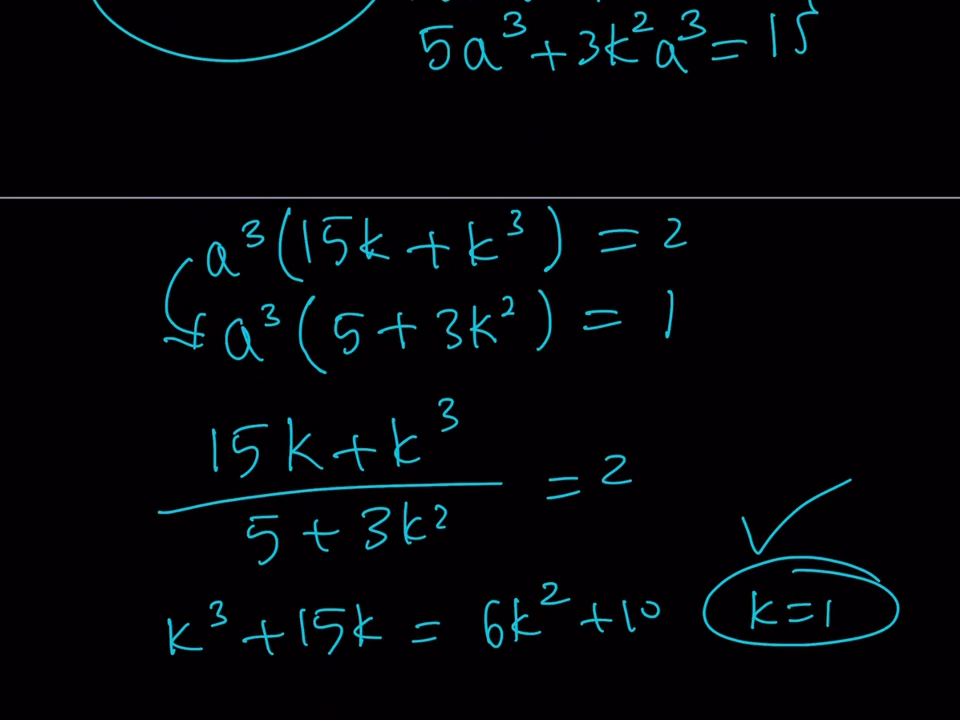 5a³+3k²a³=15
a³(15k+k³)=2
a³(5+3k²)=1
15k+k³
=2
5+3k²
k³+15k=6k²+10 k=1